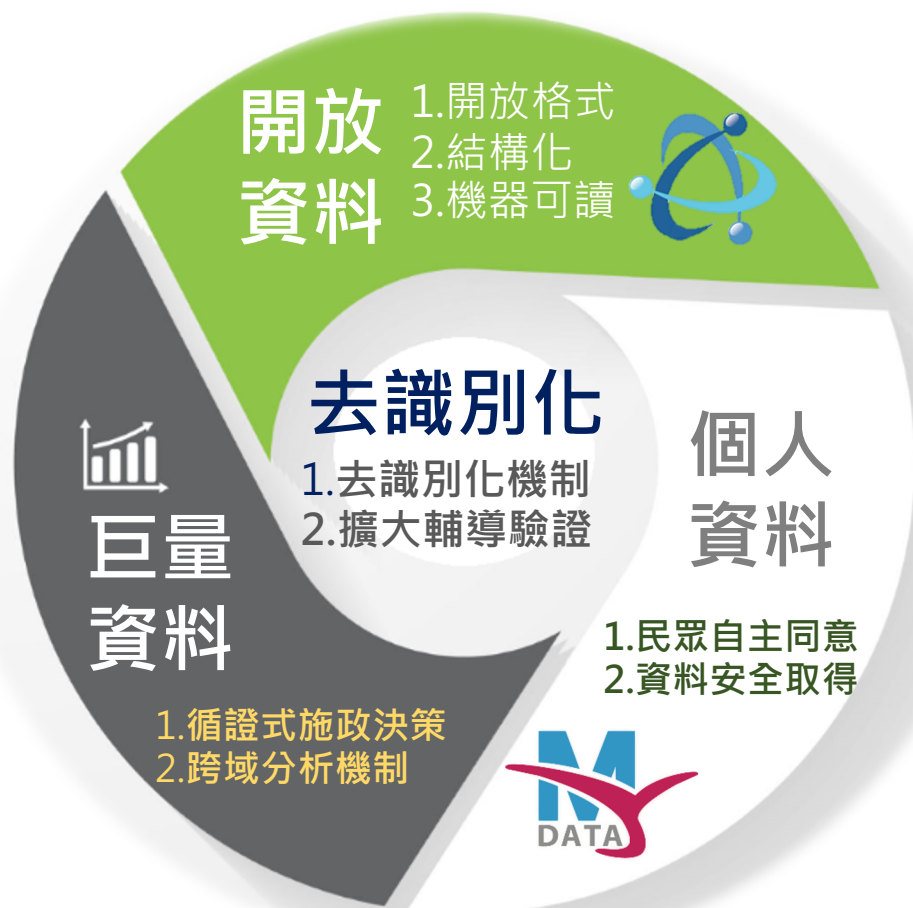 開放
資料
1.開放格式
2.結構化
3.機器可讀
去識別化
1.去識別化機制
2.擴大輔導驗證
個人
資料
1.民眾自主同意
2.資料安全取得
巨量
資料
1.循證式施政決策
2.跨域分析機制
MY
DATA